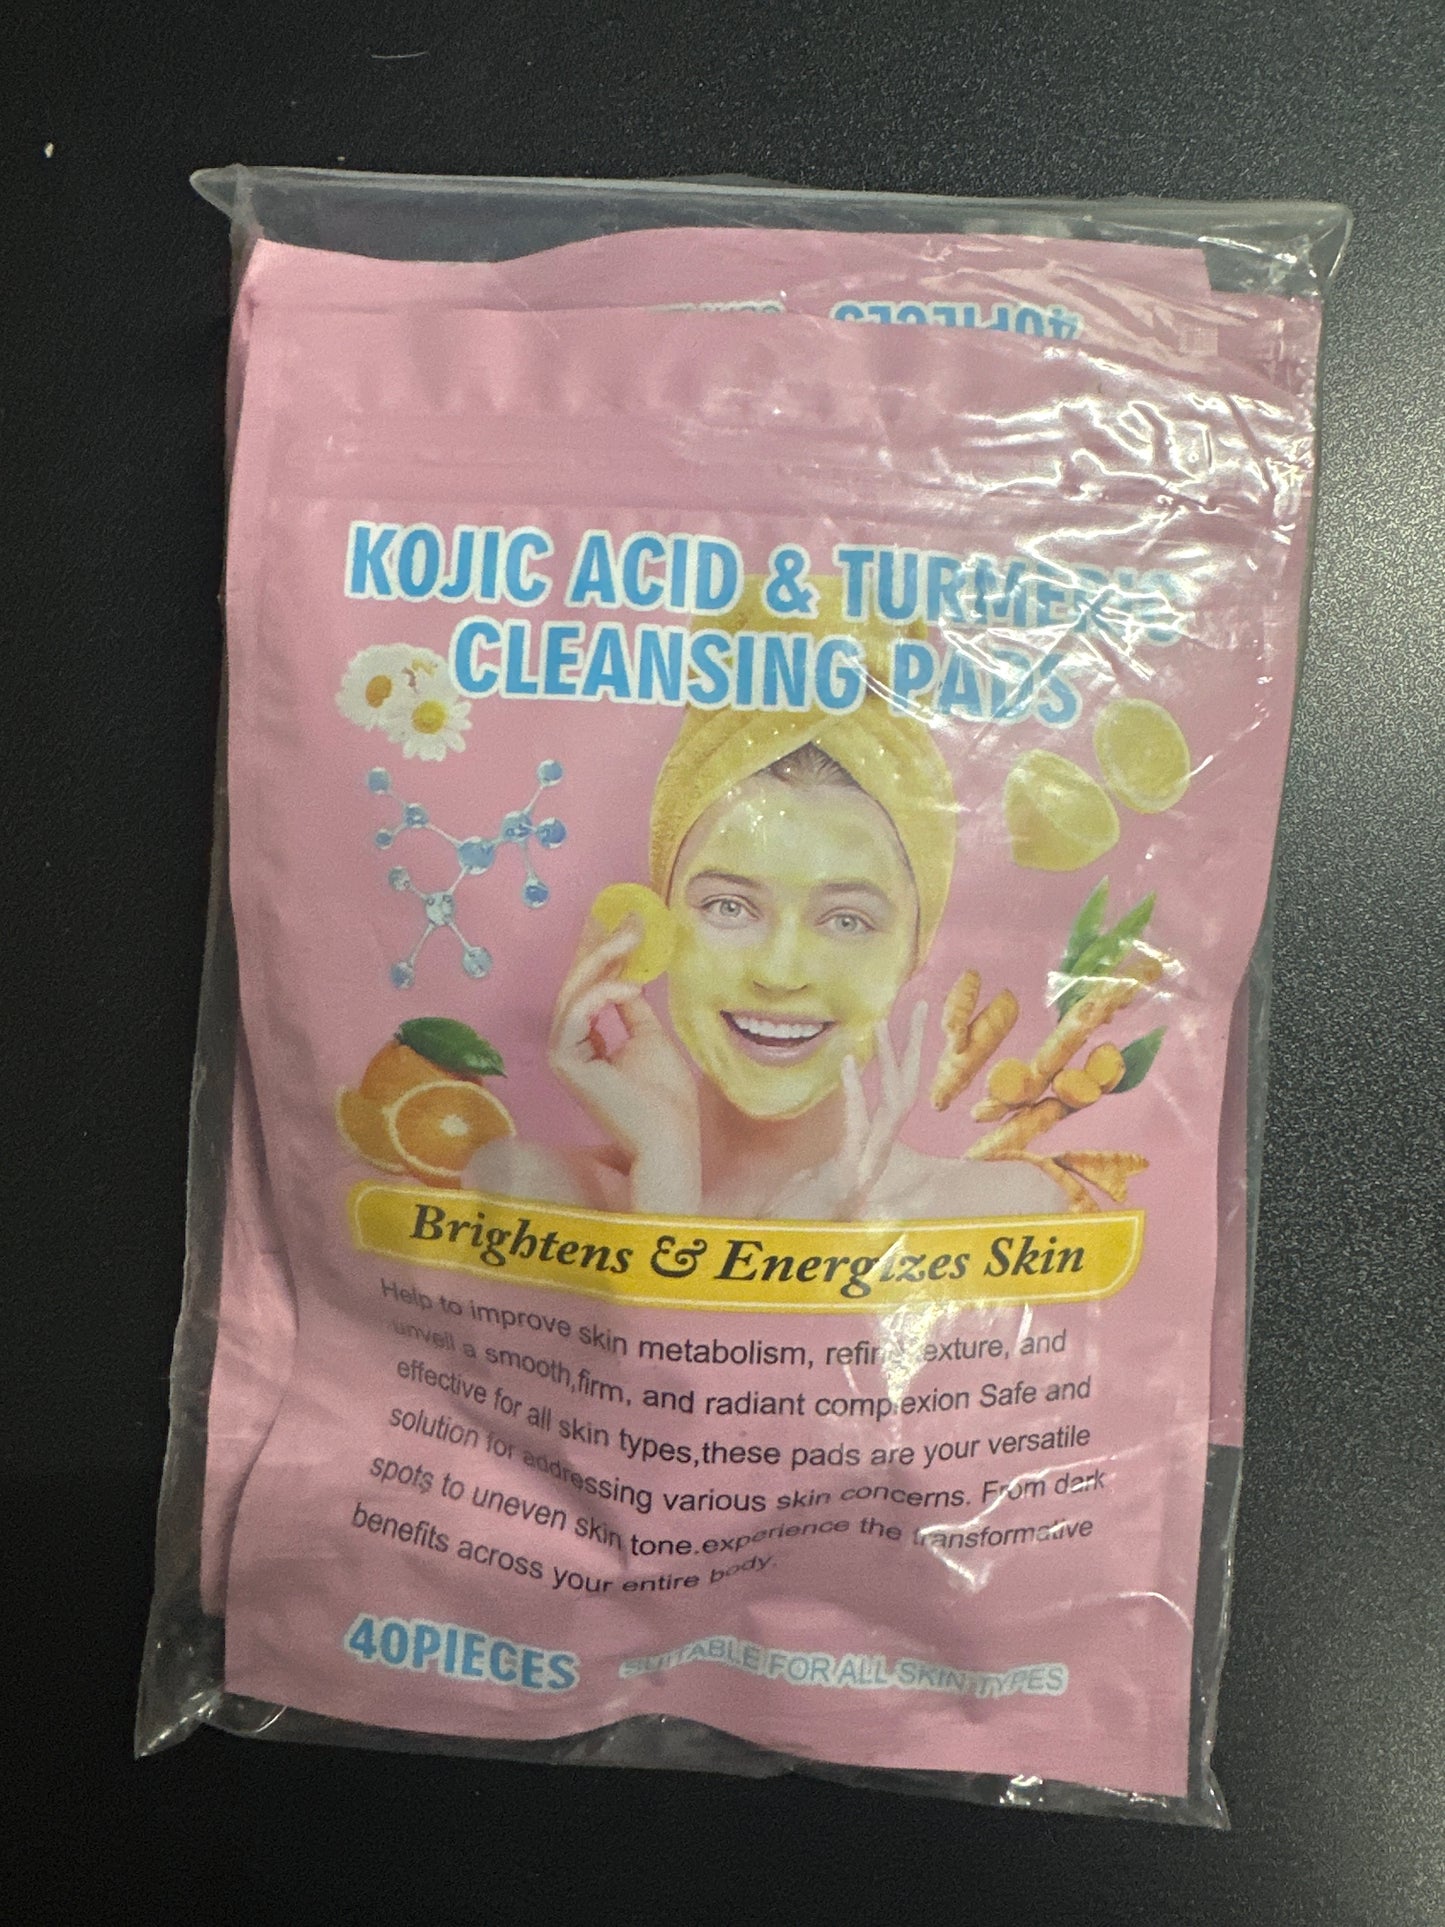 40PIECES
KOJIC ACID & TURMERIC
CLEANSING PADS
Brightens & Energizes Skin
Help to improve skin metabolism, refine texture, and
unveil a smooth,firm, and radiant complexion Safe and
effective for all skin types,these pads are your versatile
solution for addressing various skin concerns. From dark
spots to uneven skin tone.experience the transformative
benefits across your entire body.
40PIECES SUITABLE FOR ALL SKIN TYPES